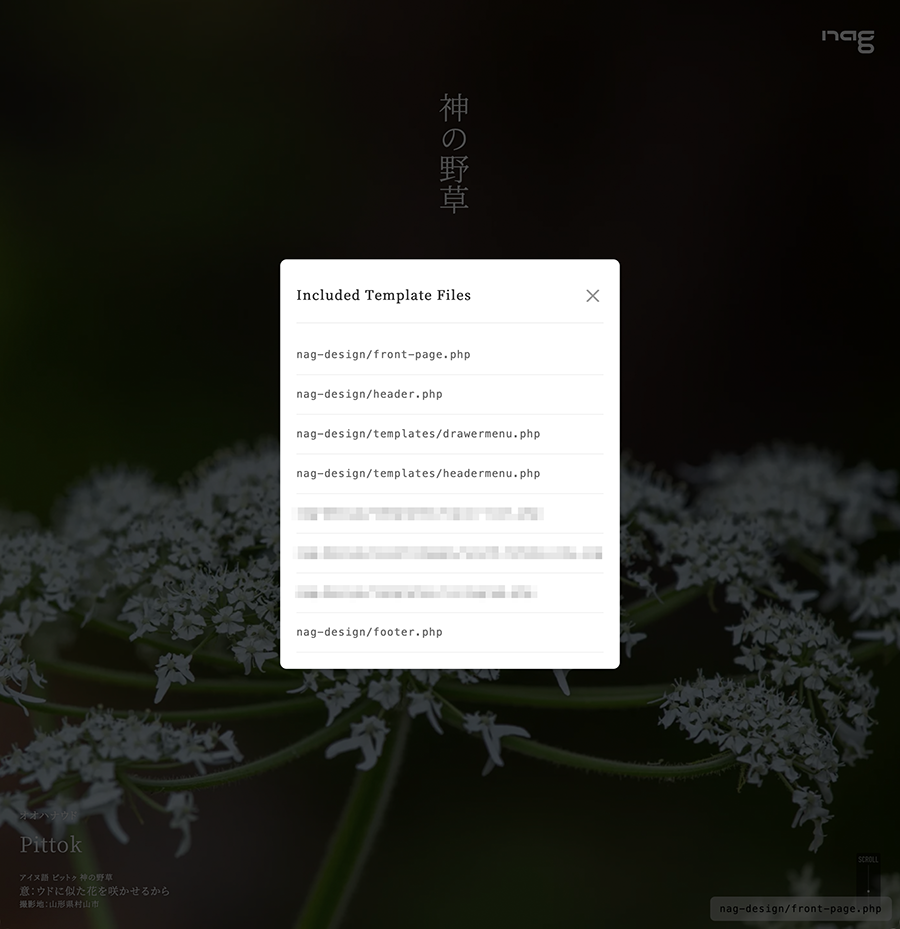 nag
神の野草
Included Template Files
nag-design/front-page.php
nag-design/header.php
nag-design/templates/drawermenu.php
nag-design/templates/headermenu.php
nag-design/footer.php
オオハナウド
Pittok
アイヌ語 ピットㇰ 神の野草
意：ウドに似た花を咲かせるから
撮影地：山形県村山市
SCROLL
nag-design/front-page.php